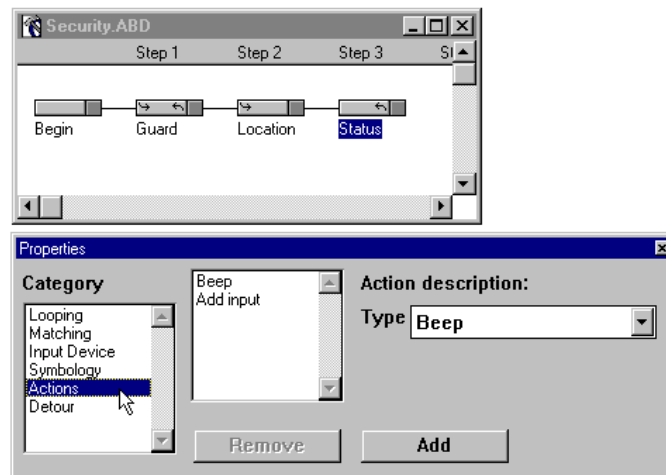 Security.ABD
Step 1 Step 2 Step 3
Begin Guard Location Status
Properties
Category
Looping
Matching
Input Device
Symbology
Actions
Detour
Beep
Add input
Remove
Action description:
Type Beep
Add